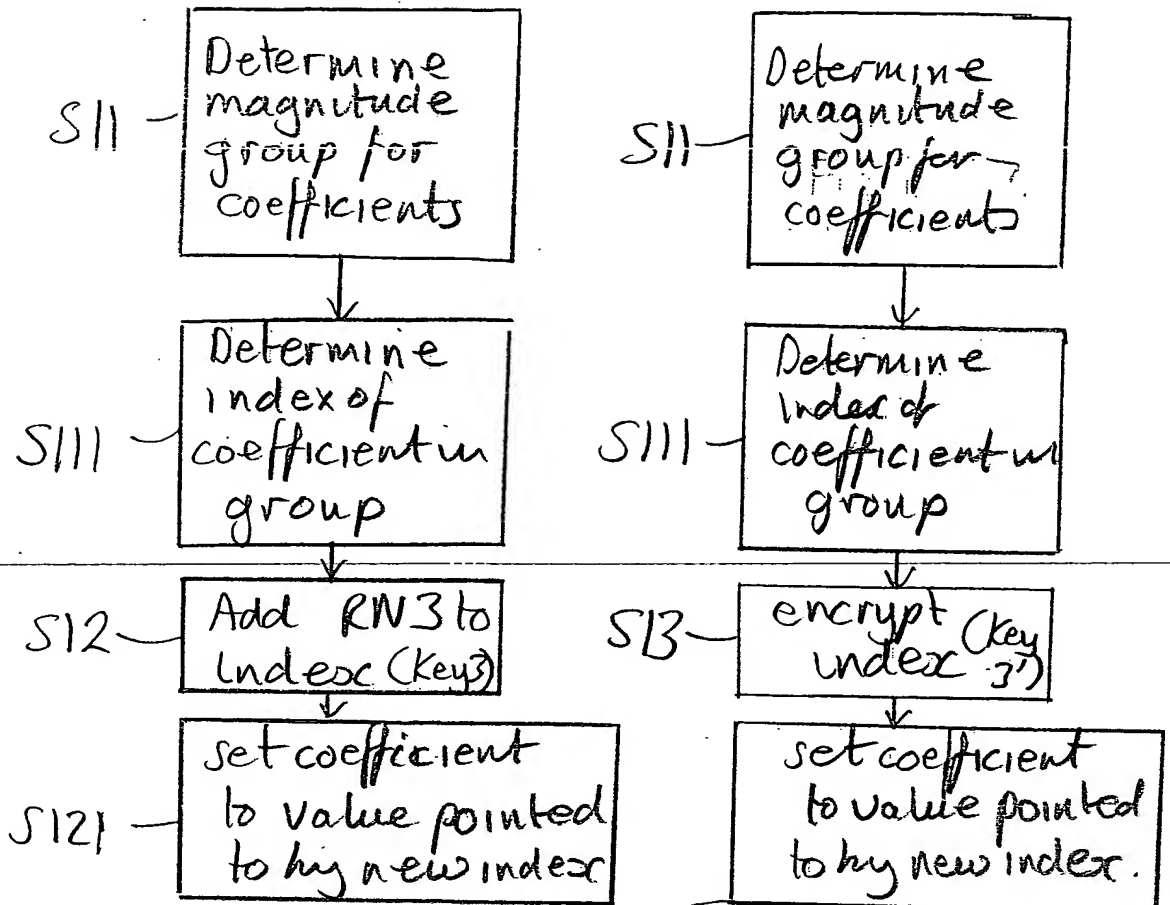 S11
Determine
magnitude
group for
coefficients
S111
Determine
index of
coefficient in
group
S12
Add RN3 to
index (Key3)
S121
set coefficient
to value pointed
to by new index
S11
Determine
magnitude
group for
coefficients
S111
Determine
index of
coefficient in
group
S13
encrypt (Key
index 3')
set coefficient
to value pointed
to by new index.